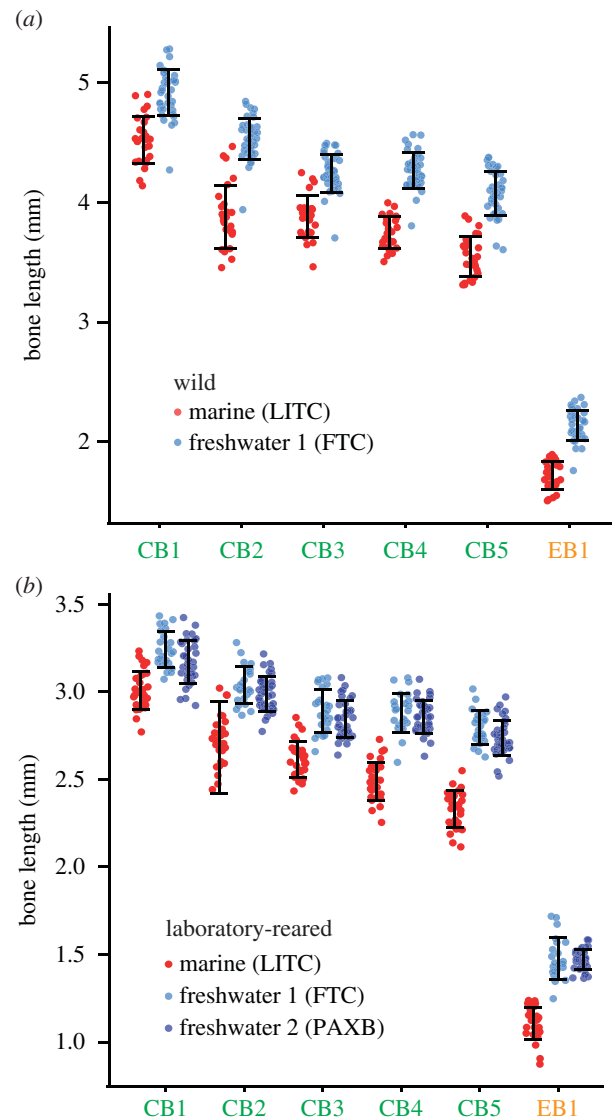 (a)
5
4
3
2
bone length (mm)
wild
marine (LITC)
freshwater 1 (FTC)
CB1 CB2 CB3 CB4 CB5 EB1
(b)
3.5
3.0
2.5
2.0
1.5
1.0
bone length (mm)
laboratory-reared
marine (LITC)
freshwater 1 (FTC)
freshwater 2 (PAXB)
CB1 CB2 CB3 CB4 CB5 EB1